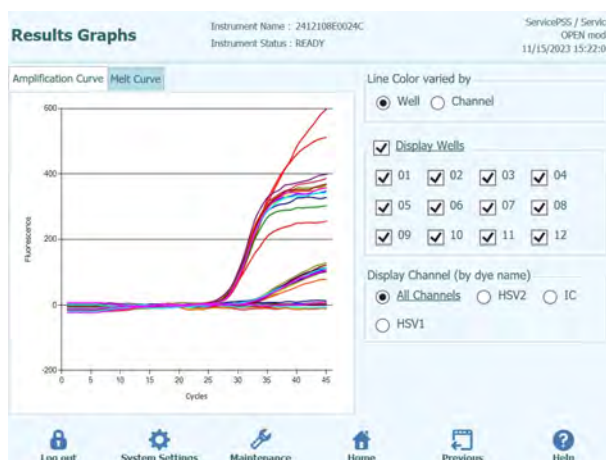 Results Graphs
Instrument Name : 2412108E0024C
Instrument Status : READY
ServicePSS / Servic
OPEN mod
11/15/2023 15:22:0
Amplification Curve Melt Curve
600
400
200
0
-200
Fluorescence
0 5 10 15 20 25 30 35 40 45
Cycles
Line Color varied by
Well Channel
Display Wells
01 02 03 04
05 06 07 08
09 10 11 12
Display Channel (by dye name)
All Channels HSV2 IC
HSV1
Log out System Settings Maintenance Home Previous Help